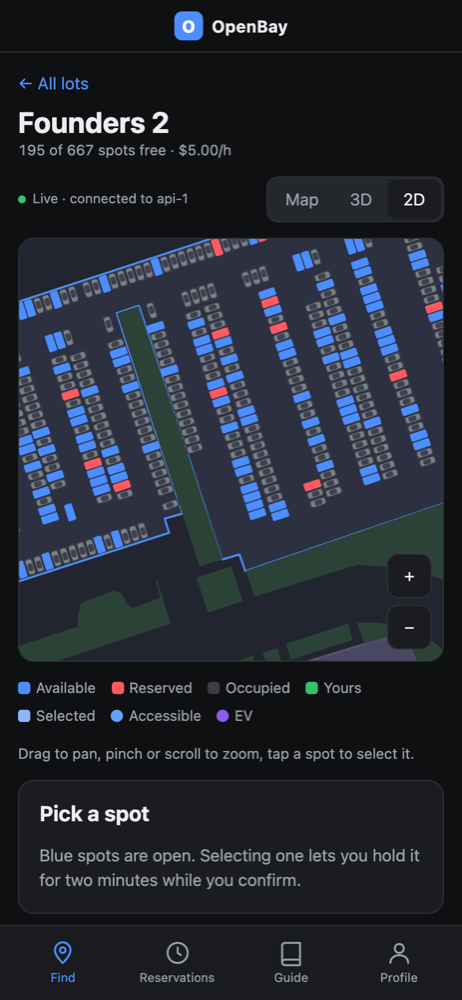 O OpenBay
← All lots
Founders 2
195 of 667 spots free · $5.00/h
Live · connected to api-1
Map 3D 2D
+
−
Available Reserved Occupied Yours
Selected Accessible EV
Drag to pan, pinch or scroll to zoom, tap a spot to select it.
Pick a spot
Blue spots are open. Selecting one lets you hold it
for two minutes while you confirm.
Find Reservations Guide Profile